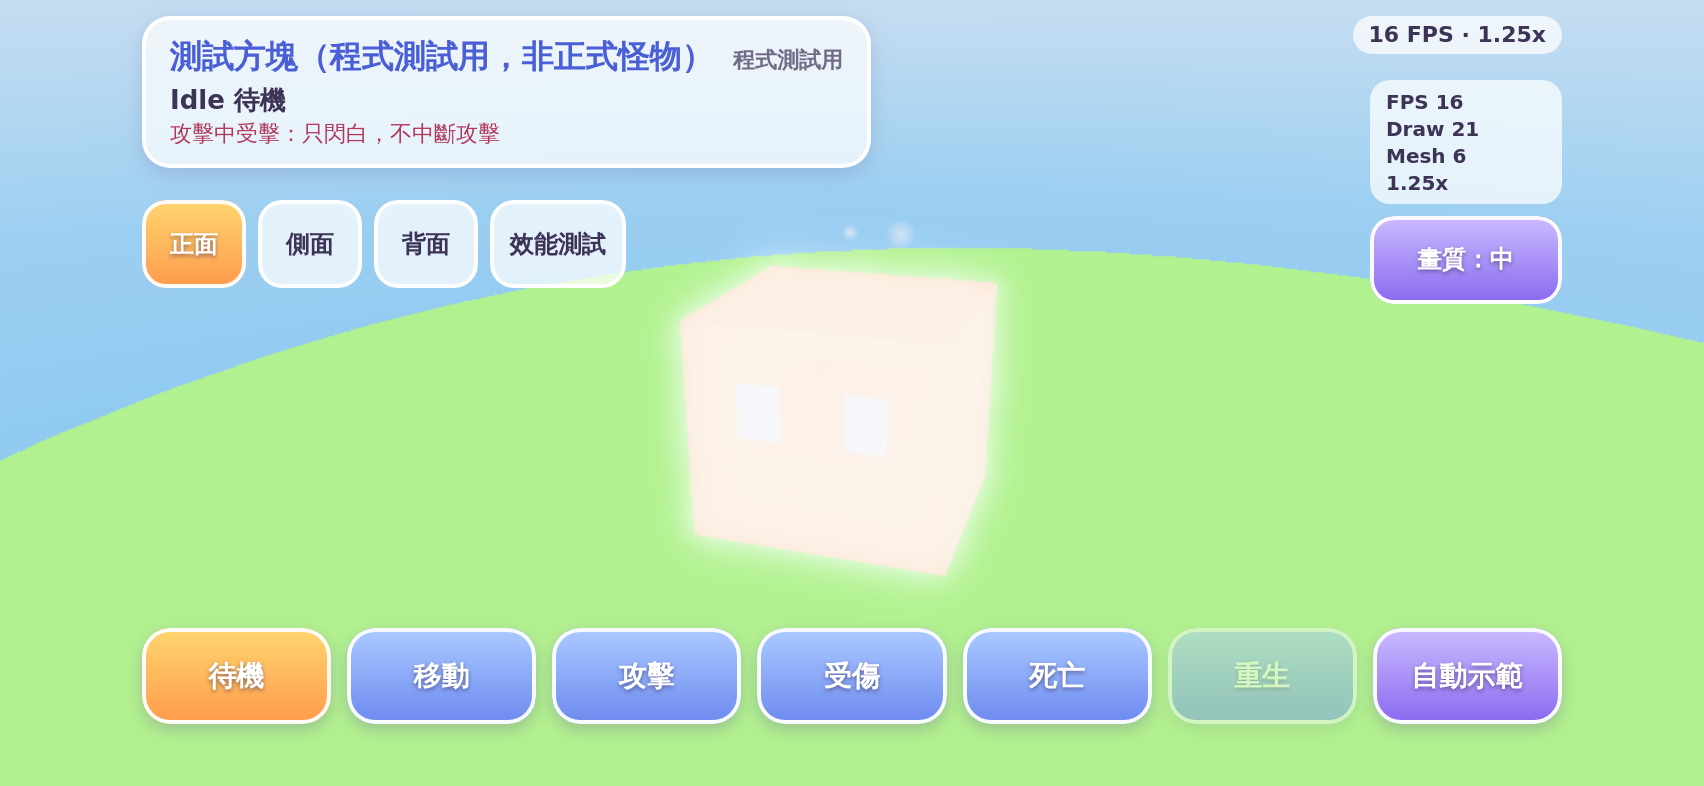 測試方塊（程式測試用，非正式怪物） 程式測試用
Idle 待機
攻擊中受擊：只閃白，不中斷攻擊
16 FPS · 1.25x
FPS 16
Draw 21
Mesh 6
1.25x
正面 側面 背面 效能測試
畫質：中
待機 移動 攻擊 受傷 死亡 重生 自動示範